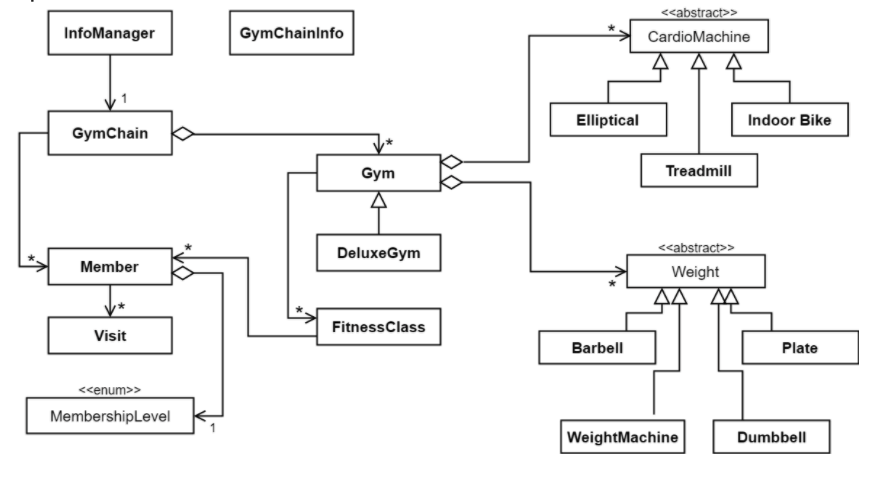 InfoManager
GymChainInfo
<<abstract>>
CardioMachine
*
1
GymChain
*
Elliptical
Indoor Bike
Gym
Treadmill
DeluxeGym
<<abstract>>
Weight
*
*
*
Member
*
*
FitnessClass
Visit
Barbell
Plate
<<enum>>
MembershipLevel
1
WeightMachine
Dumbbell